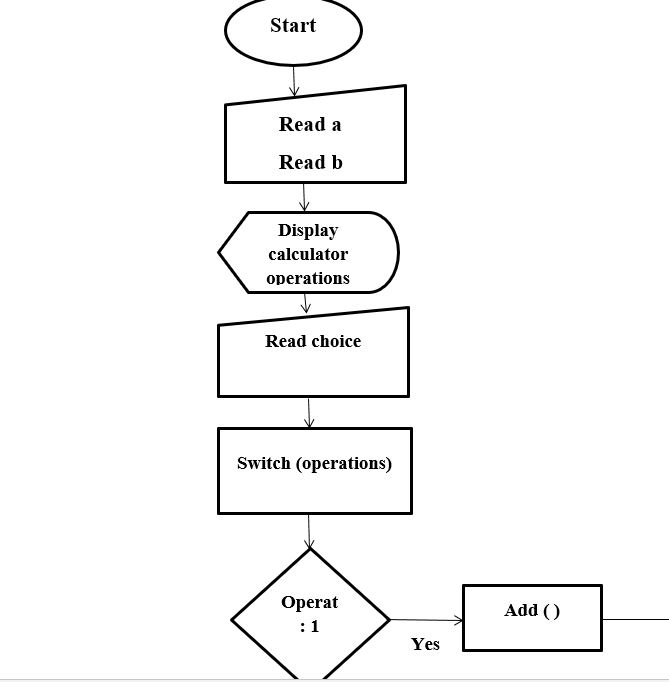 Start
Read a
Read b
Display
calculator
operations
Read choice
Switch (operations)
Operat
: 1
Yes
Add ( )